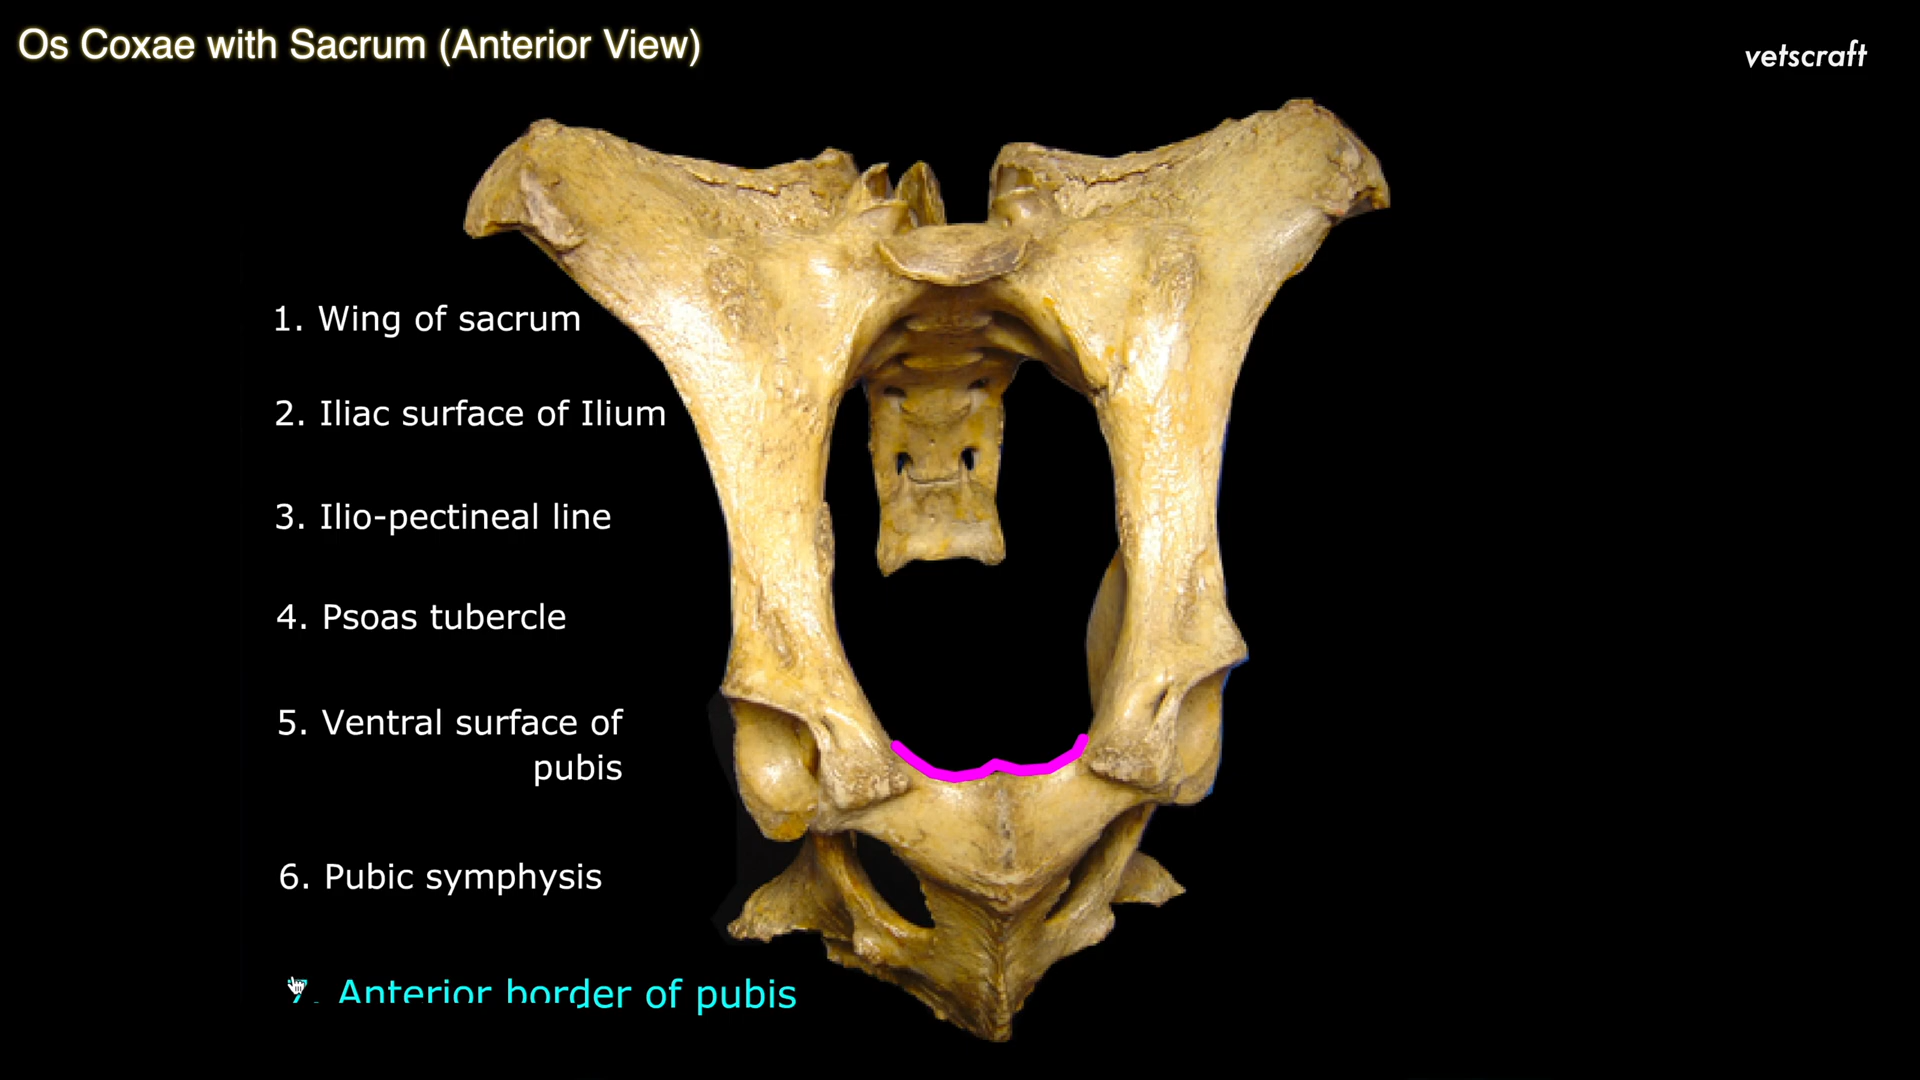 Os Coxae with Sacrum (Anterior View)
vetscraft
1. Wing of sacrum
2. Iliac surface of Ilium
3. Ilio-pectineal line
4. Psoas tubercle
5. Ventral surface of
pubis
6. Pubic symphysis
7. Anterior border of pubis